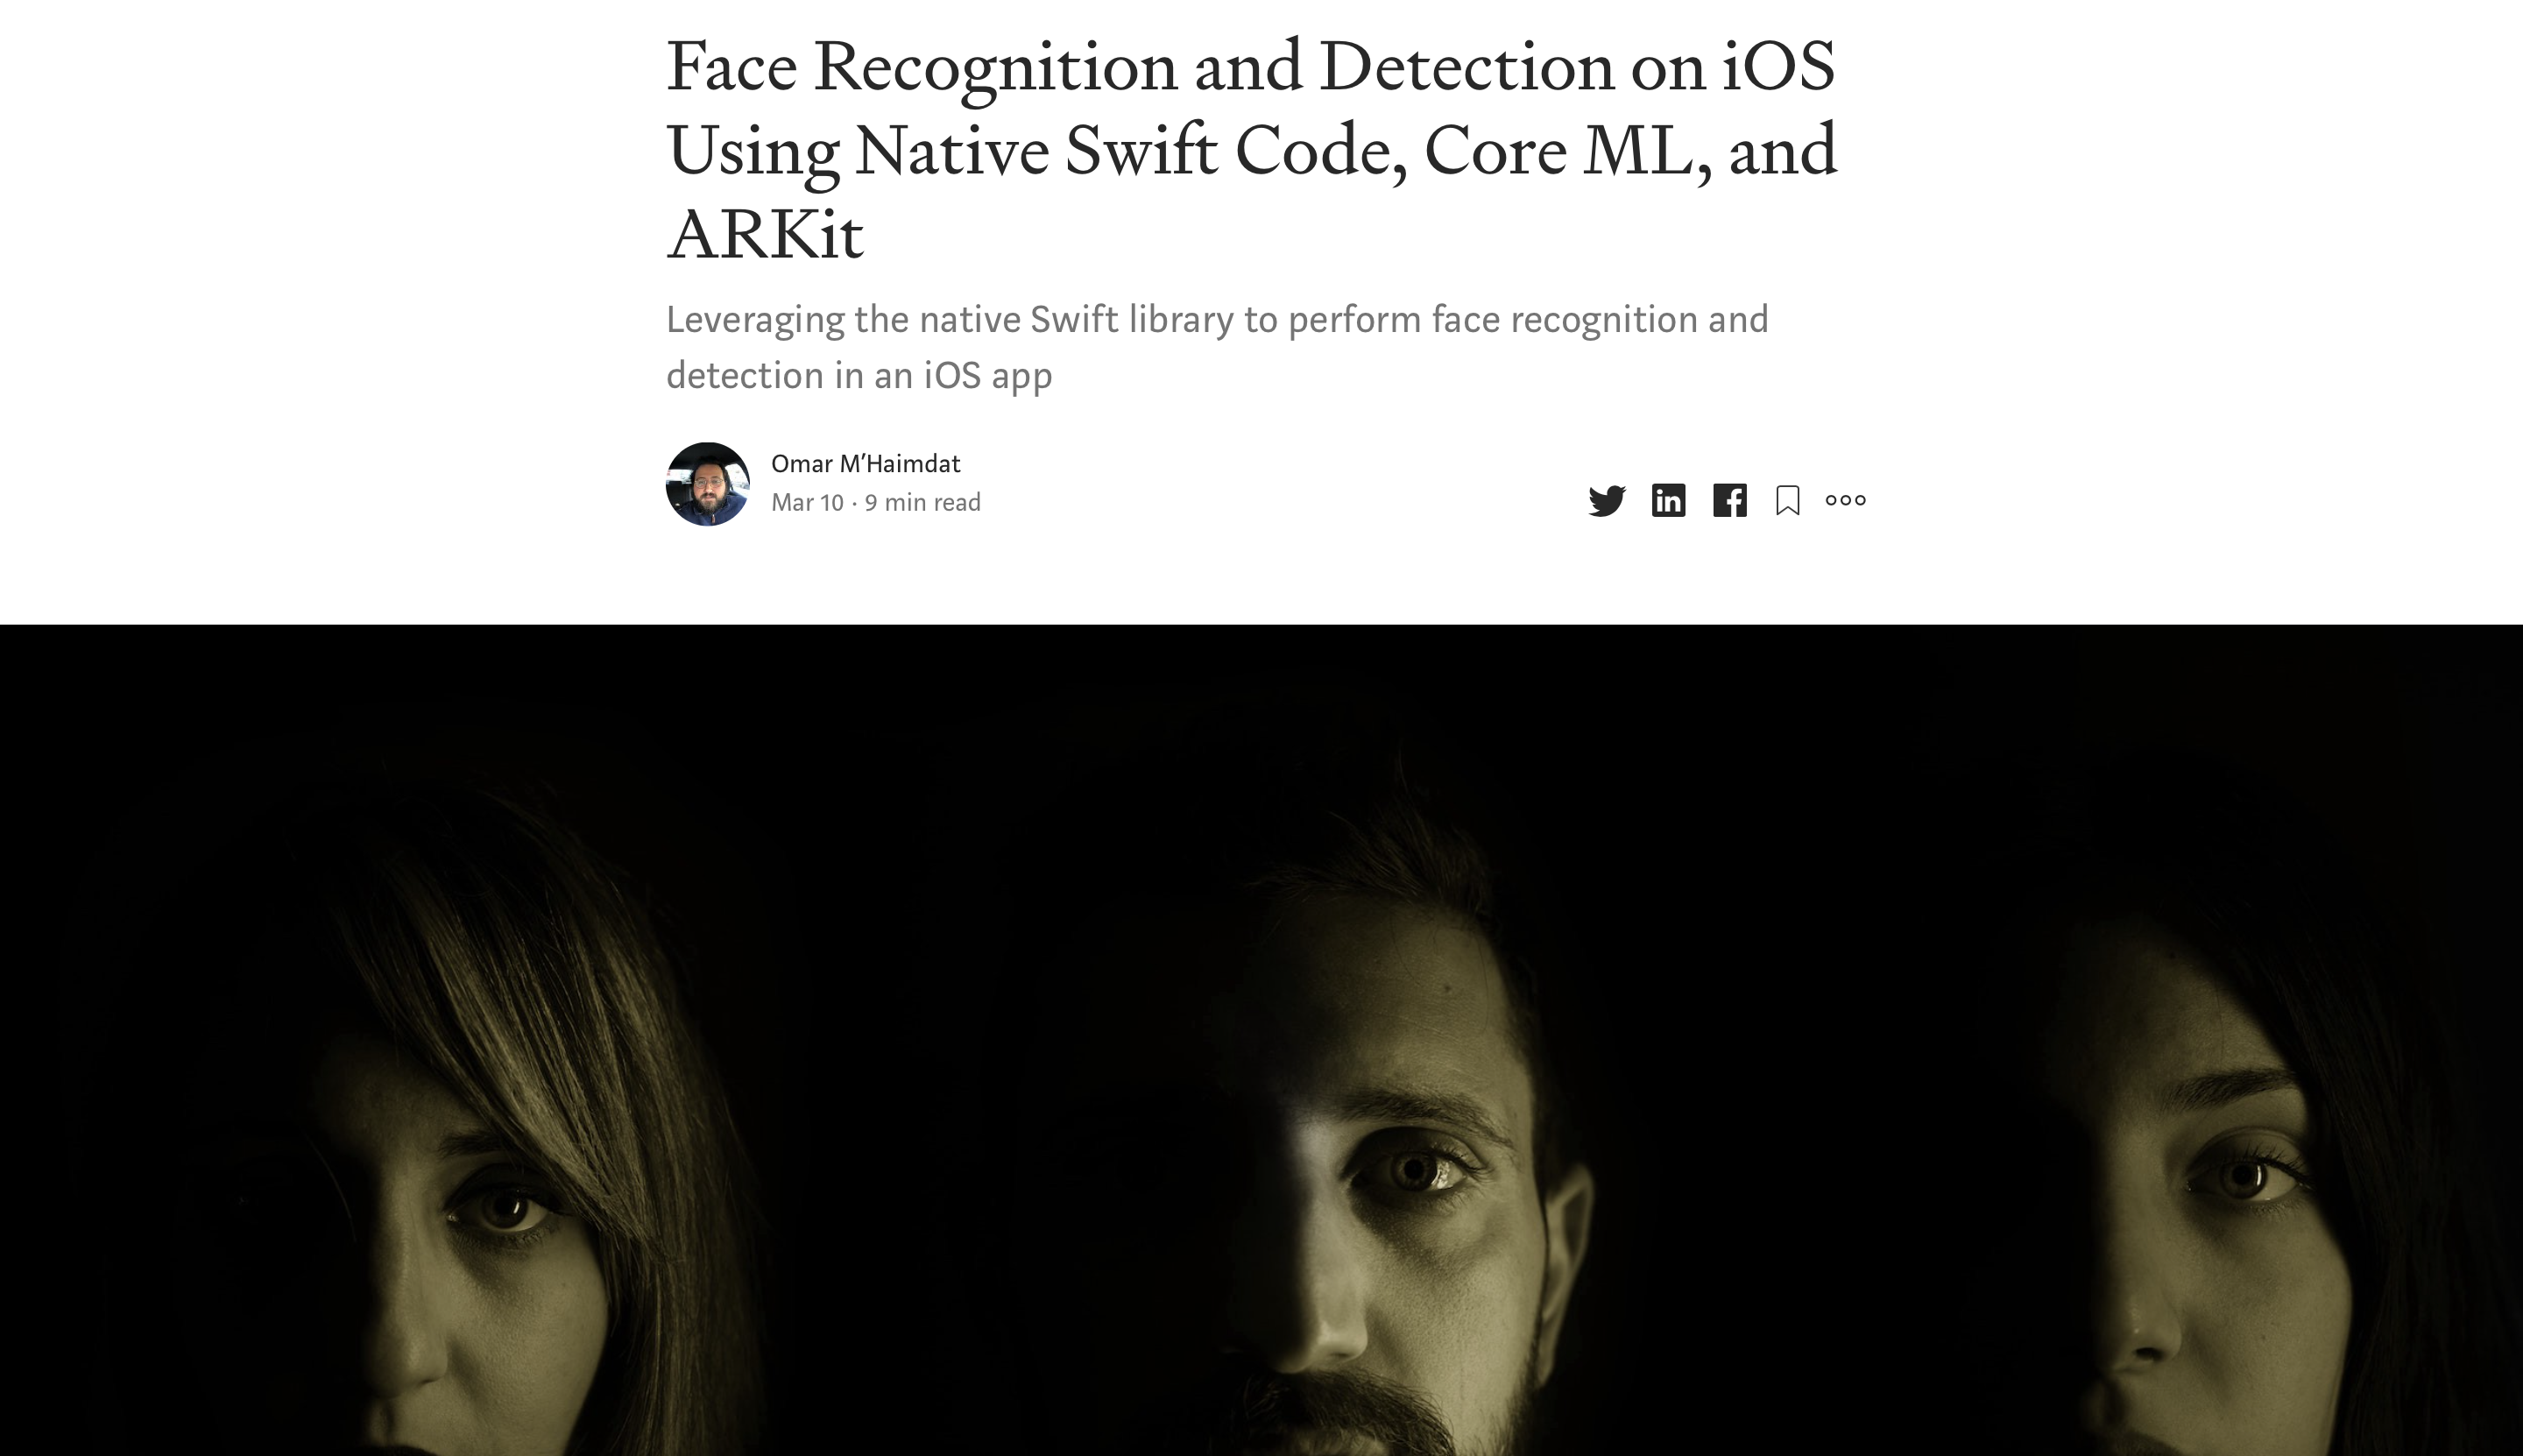 Face Recognition and Detection on iOS
Using Native Swift Code, Core ML, and
ARKit
Leveraging the native Swift library to perform face recognition and
detection in an iOS app
Omar M’Haimdat
Mar 10 · 9 min read